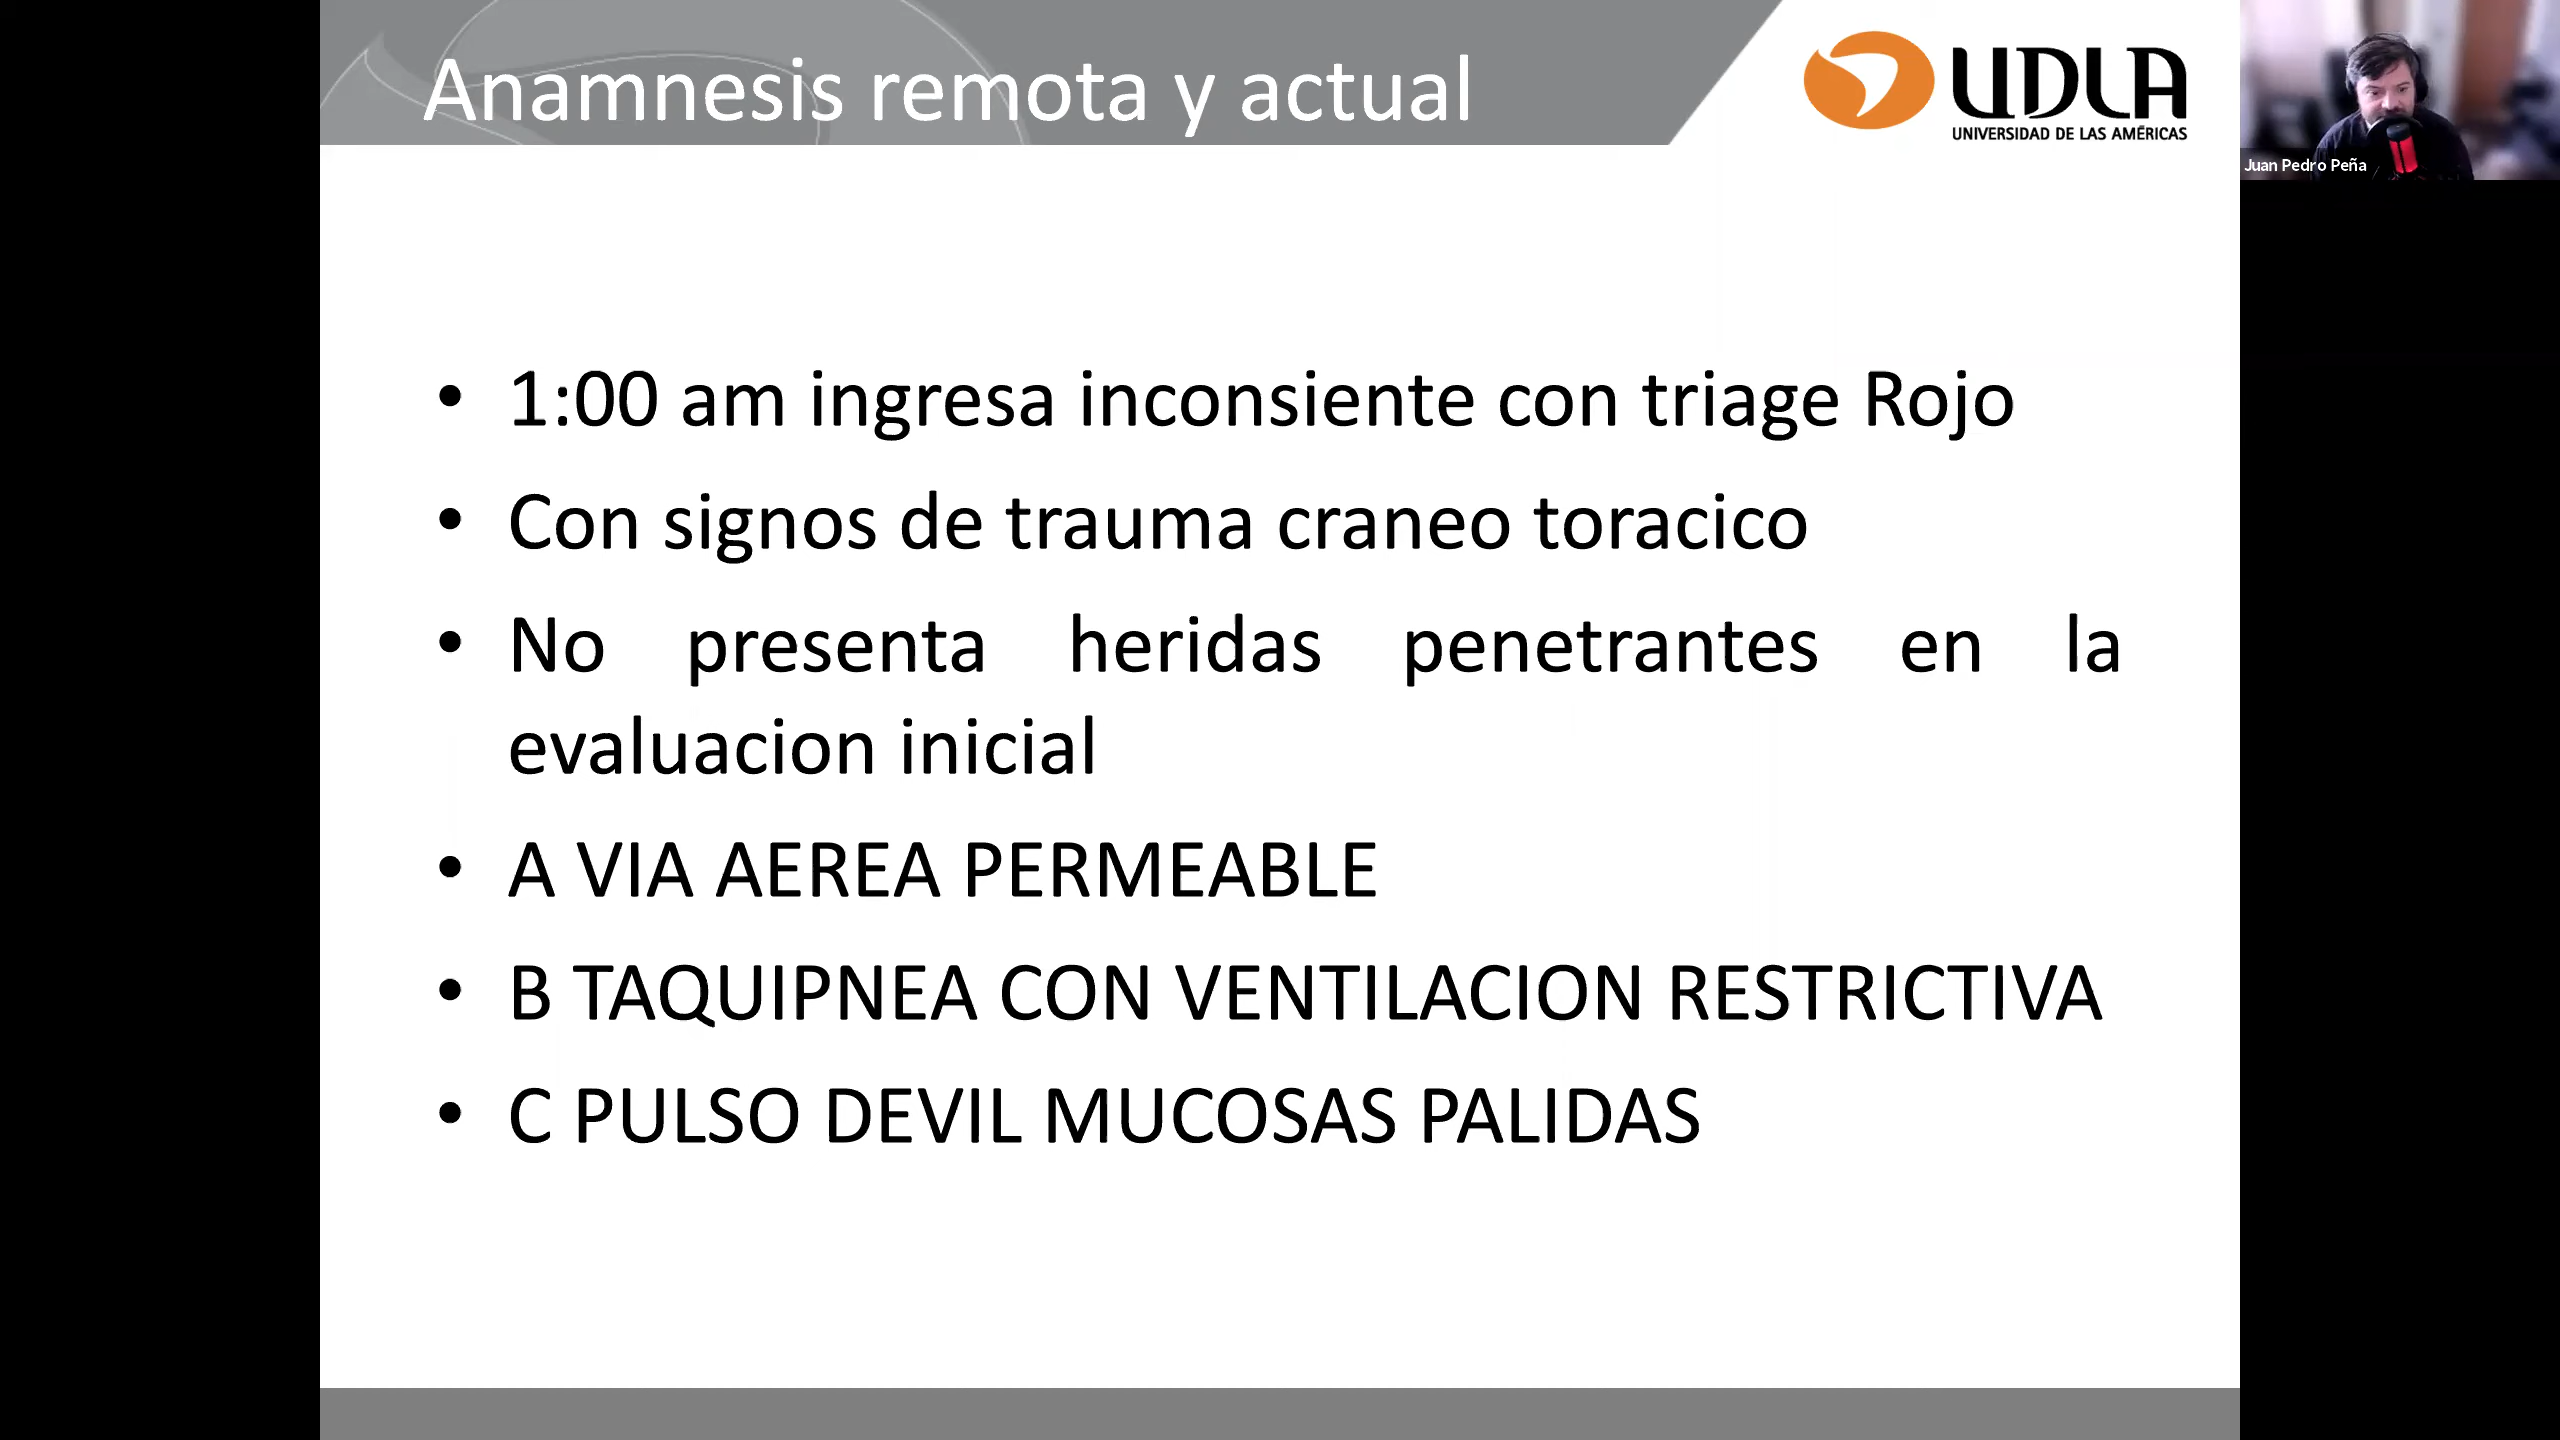 Anamnesis remota y actual
UDLA
UNIVERSIDAD DE LAS AMÉRICAS
Juan Pedro Peña
• 1:00 am ingresa inconsiente con triage Rojo
• Con signos de trauma craneo toracico
• No presenta heridas penetrantes en la
evaluacion inicial
• A VIA AEREA PERMEABLE
• B TAQUIPNEA CON VENTILACION RESTRICTIVA
• C PULSO DEVIL MUCOSAS PALIDAS